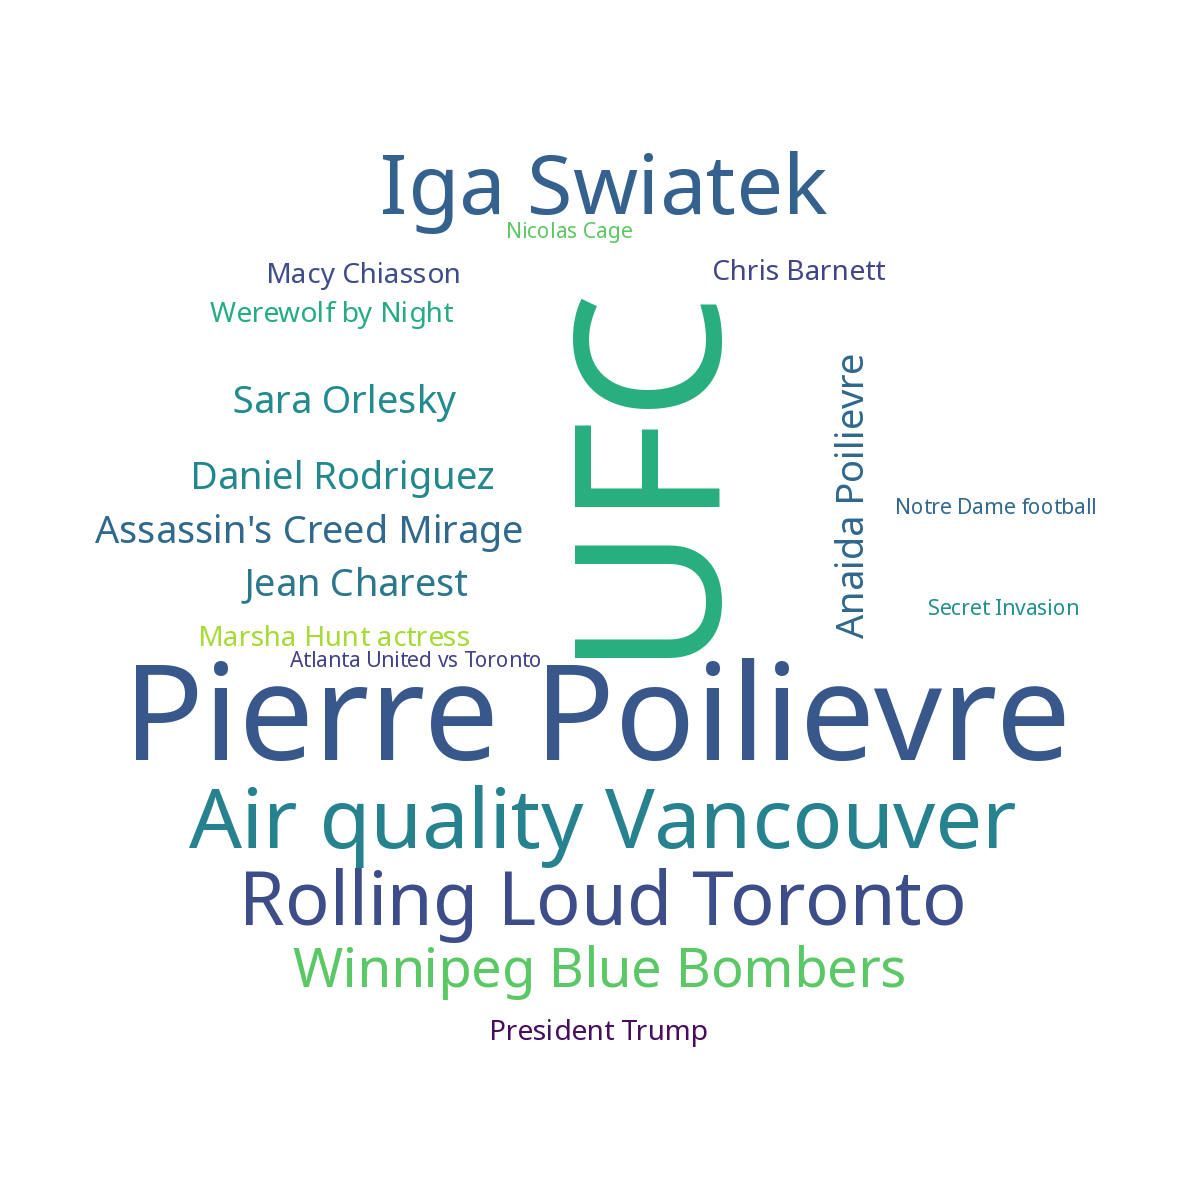 Iga Swiatek
Nicolas Cage
Macy Chiasson
Chris Barnett
Werewolf by Night
UFC
Sara Orlesky
Anaida Poilievre
Daniel Rodriguez
Notre Dame football
Assassin's Creed Mirage
Jean Charest
Secret Invasion
Marsha Hunt actress
Atlanta United vs Toronto
Pierre Poilievre
Air quality Vancouver
Rolling Loud Toronto
Winnipeg Blue Bombers
President Trump